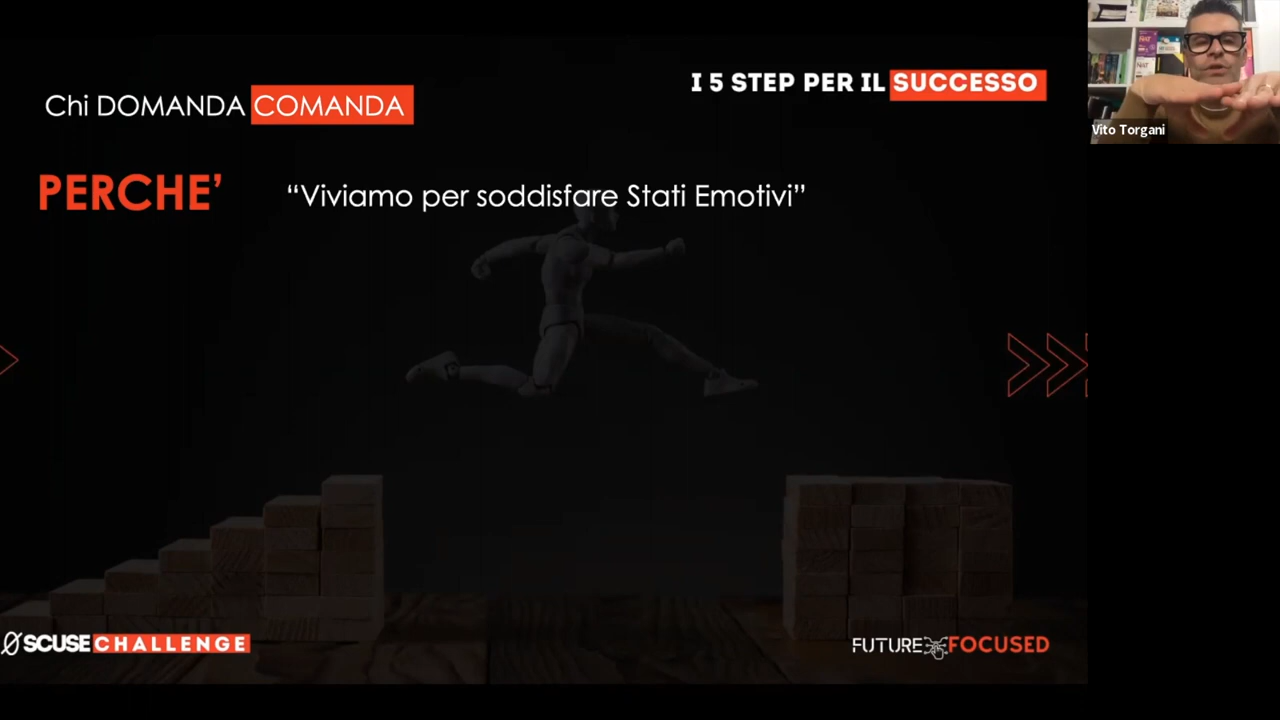 I 5 STEP PER IL SUCCESSO
Chi DOMANDA COMANDA
PERCHE’
“Viviamo per soddisfare Stati Emotivi”
ØSCUSE CHALLENGE
FUTURE FOCUSED
Vito Torgani